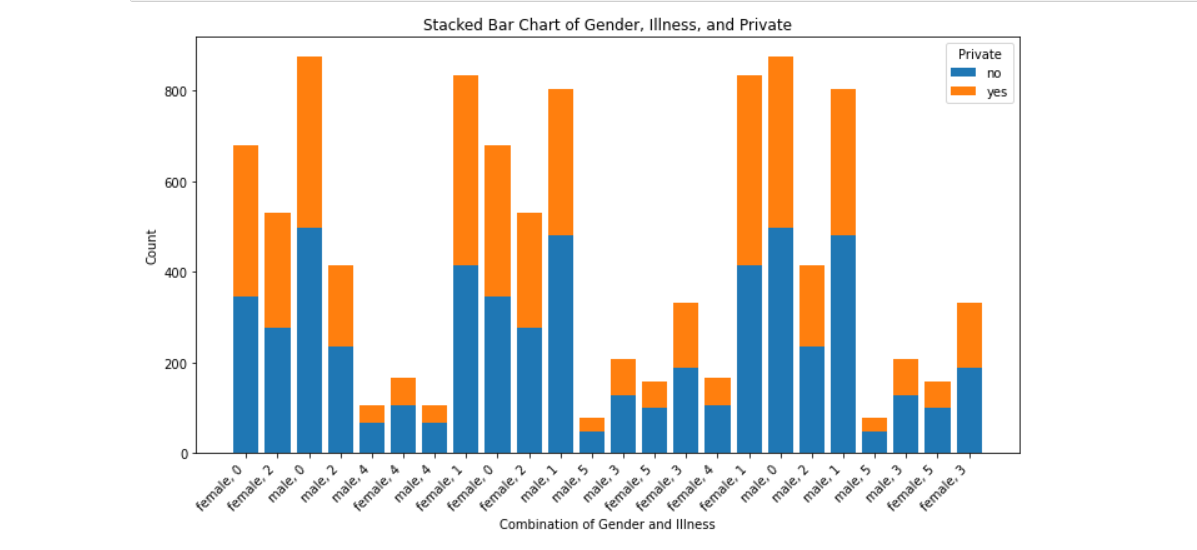 Stacked Bar Chart of Gender, Illness, and Private
Private
no
yes
800
600
400
200
0
Count
female, 0
female, 2
male, 0
male, 2
male, 4
female, 4
male, 4
female, 1
female, 0
female, 2
male, 1
male, 5
male, 3
female, 5
female, 3
female, 4
female, 1
male, 0
male, 2
male, 1
male, 5
male, 3
female, 5
female, 3
Combination of Gender and Illness